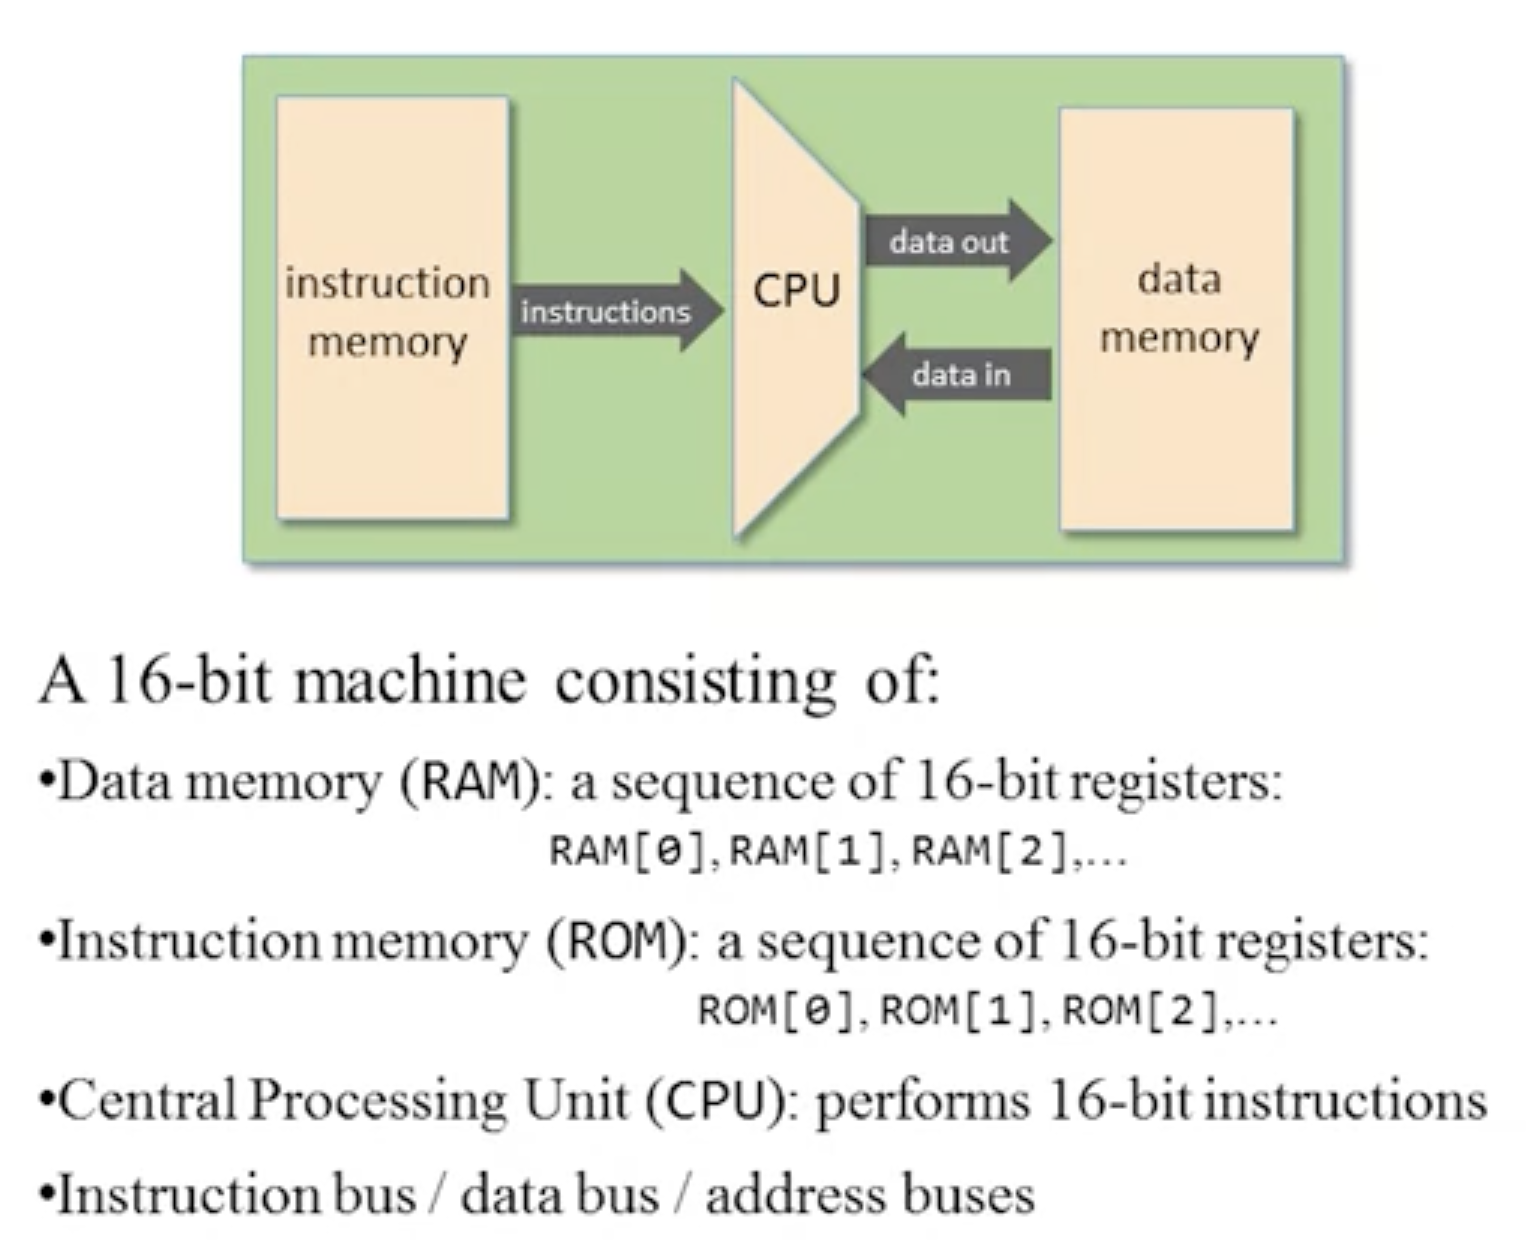 instruction
memory
instructions
CPU
data out
data in
data
memory
A 16-bit machine consisting of:
•Data memory (RAM): a sequence of 16-bit registers:
RAM[0], RAM[1], RAM[2],...
•Instruction memory (ROM): a sequence of 16-bit registers:
ROM[0], ROM[1], ROM[2],...
•Central Processing Unit (CPU): performs 16-bit instructions
•Instruction bus / data bus / address buses